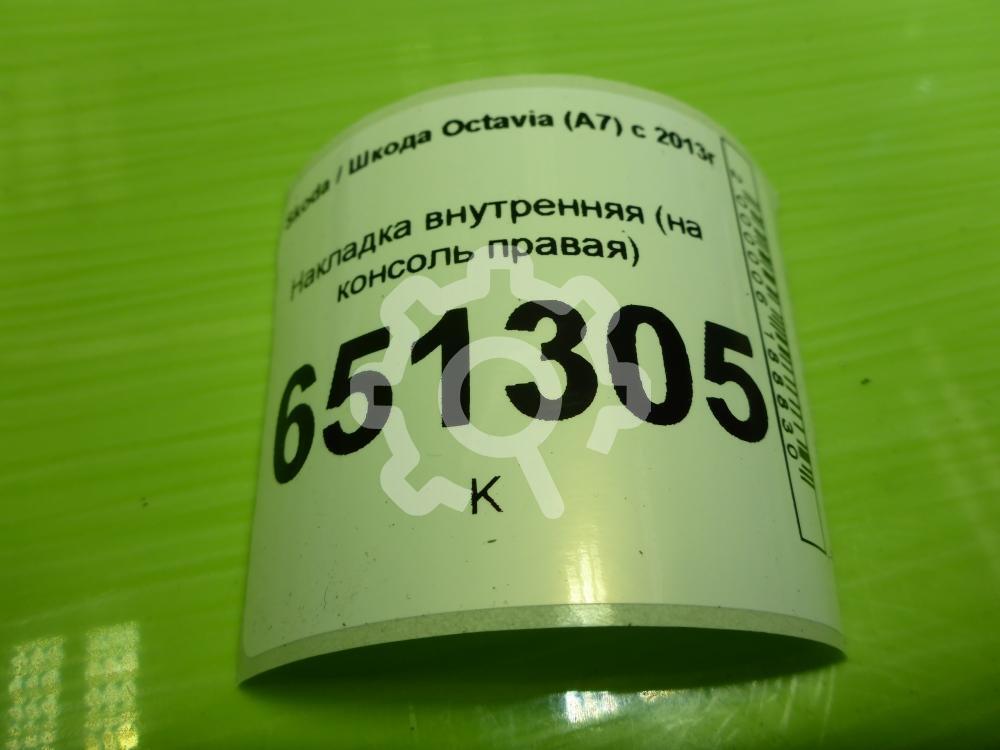 Skoda / Шкода Octavia (A7) с 2013г
Накладка внутренняя (на
консоль правая)
651305
К